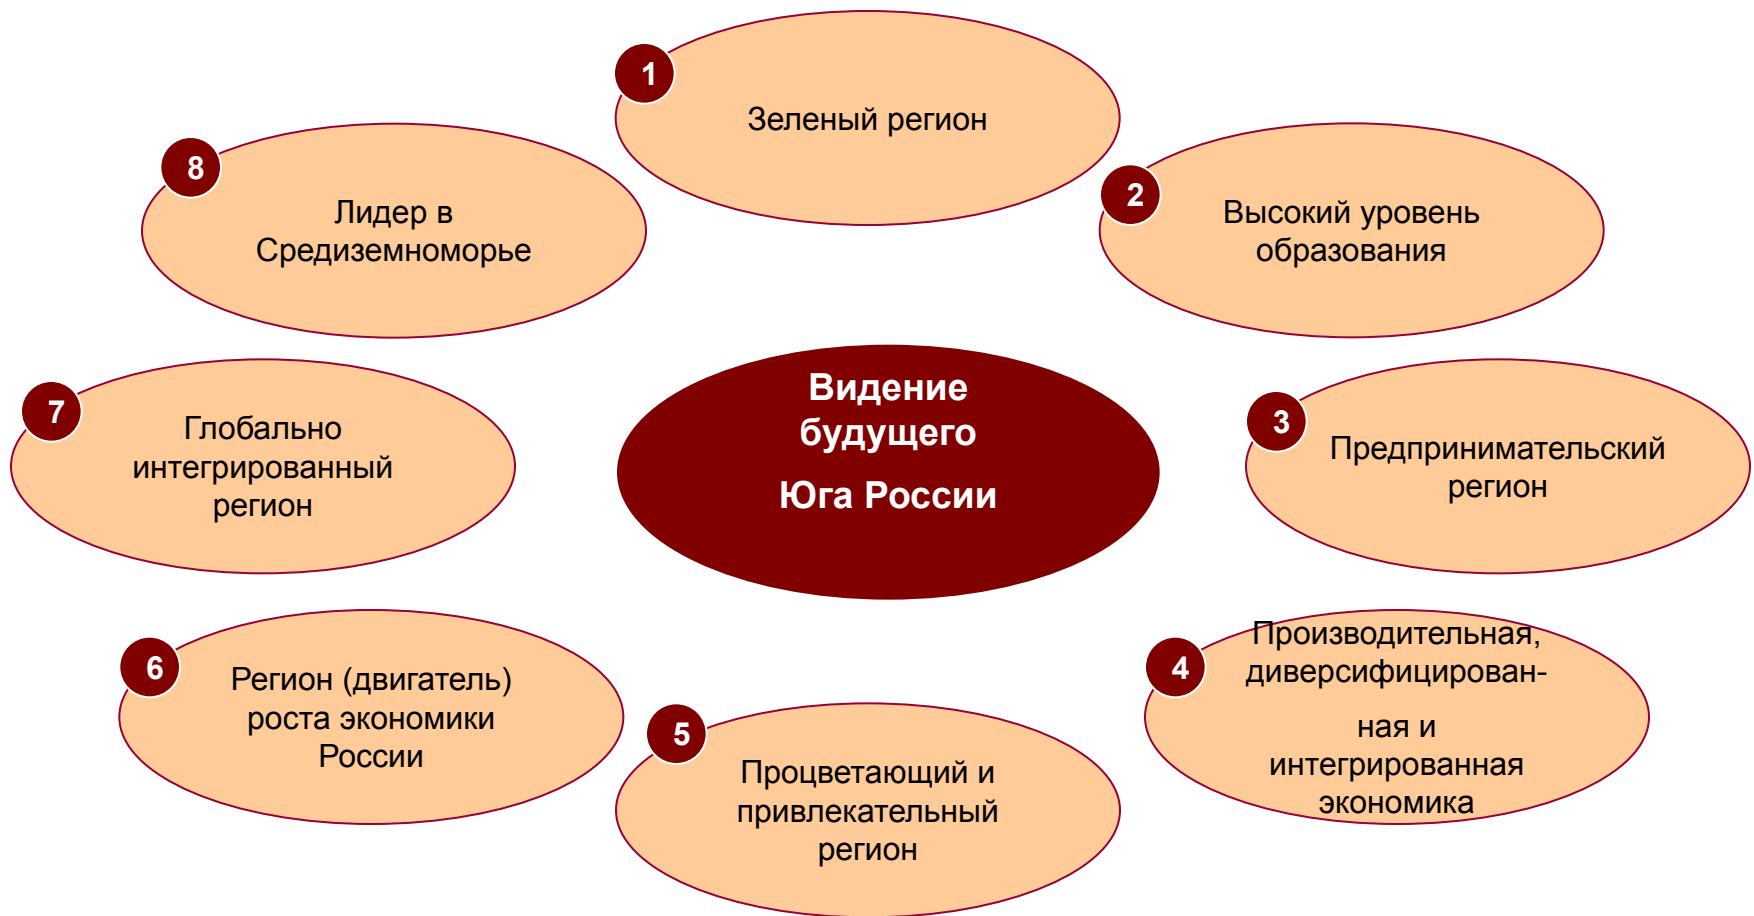 1
Зеленый регион
2
Высокий уровень
образования
3
Предпринимательский
регион
4
Производительная,
диверсифицирован-
ная и
интегрированная
экономика
5
Процветающий и
привлекательный
регион
6
Регион (двигатель)
роста экономики
России
7
Глобально
интегрированный
регион
8
Лидер в
Средиземноморье
Видение
будущего
Юга России